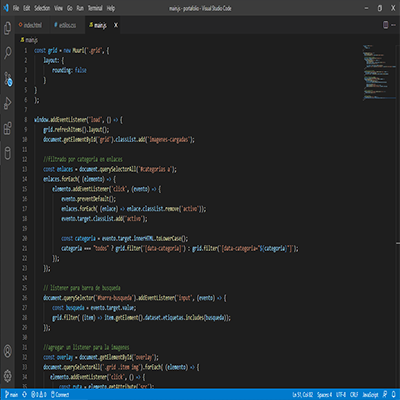 File Edit Selection View Go Run Terminal Help
main.js - portafolio - Visual Studio Code
index.html estilos.css main.js
main.js
1 const grid = new Muuri('.grid', {
2 layout: {
3 rounding: false
4 }
5 }
6 );
7
8 window.addEventListener('load', () => {
9 grid.refreshItems().layout();
10 document.getElementById('grid').classList.add('imagenes-cargadas');
11
12 //filtrado por categoria en enlaces
13 const enlaces = document.querySelectorAll('#categorias a');
14 enlaces.forEach( (elemento) => {
15 elemento.addEventListener('click', (evento) => {
16 evento.preventDefault();
17 enlaces.forEach( (enlace) => enlace.classList.remove('activo'));
18 evento.target.classList.add('activo');
19
20 const categoria = evento.target.innerHTML.toLowerCase();
21 categoria === "todos" ? grid.filter('[data-categoria]') : grid.filter(`[data-categoria="${categoria}"]`);
22 });
23 });
24
25 // listener para barra de busqueda
26 document.querySelector('#barra-busqueda').addEventListener('input', (evento) => {
27 const busqueda = evento.target.value;
28 grid.filter( (item) => item.getElement().dataset.etiquetas.includes(busqueda));
29 });
30
31 //agregar un listener para la imagenes
32 const overlay = document.getElementById('overlay');
33 document.querySelectorAll('.grid .item img').forEach( (elemento) => {
34 elemento.addEventListener('click', () => {
35 const ruta = elemento.getAttribute('src');
main 0 0 Connect
Ln 37, Col 82 Spaces: 4 UTF-8 CRLF JavaScript